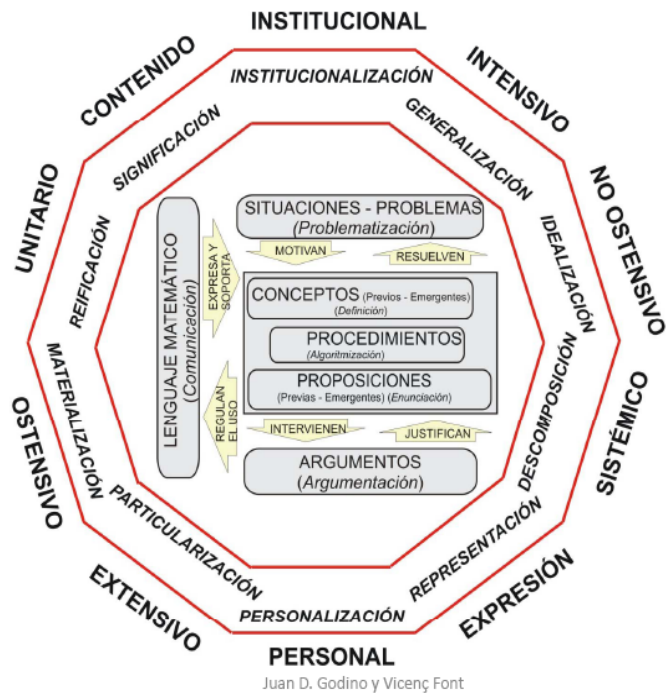 INSTITUCIONAL
CONTENIDO
INTENSIVO
INSTITUCIONALIZACIÓN
SIGNIFICACIÓN
GENERALIZACIÓN
UNITARIO
NO OSTENSIVO
REIFICACIÓN
IDEALIZACIÓN
LENGUAJE MATEMÁTICO
(Comunicación)
SITUACIONES - PROBLEMAS
(Problematización)
EXPRESA Y
SOPORTA
MOTIVAN
RESUELVEN
CONCEPTOS (Previos - Emergentes)
(Definición)
PROCEDIMIENTOS
(Algoritmización)
PROPOSICIONES
(Previas - Emergentes) (Enunciación)
REGULAN
EL USO
INTERVIENEN
JUSTIFICAN
ARGUMENTOS
(Argumentación)
MATERIALIZACIÓN
DESCOMPOSICIÓN
OSTENSIVO
SISTÉMICO
PARTICULARIZACIÓN
REPRESENTACIÓN
EXTENSIVO
EXPRESIÓN
PERSONALIZACIÓN
PERSONAL
Juan D. Godino y Vicenç Font